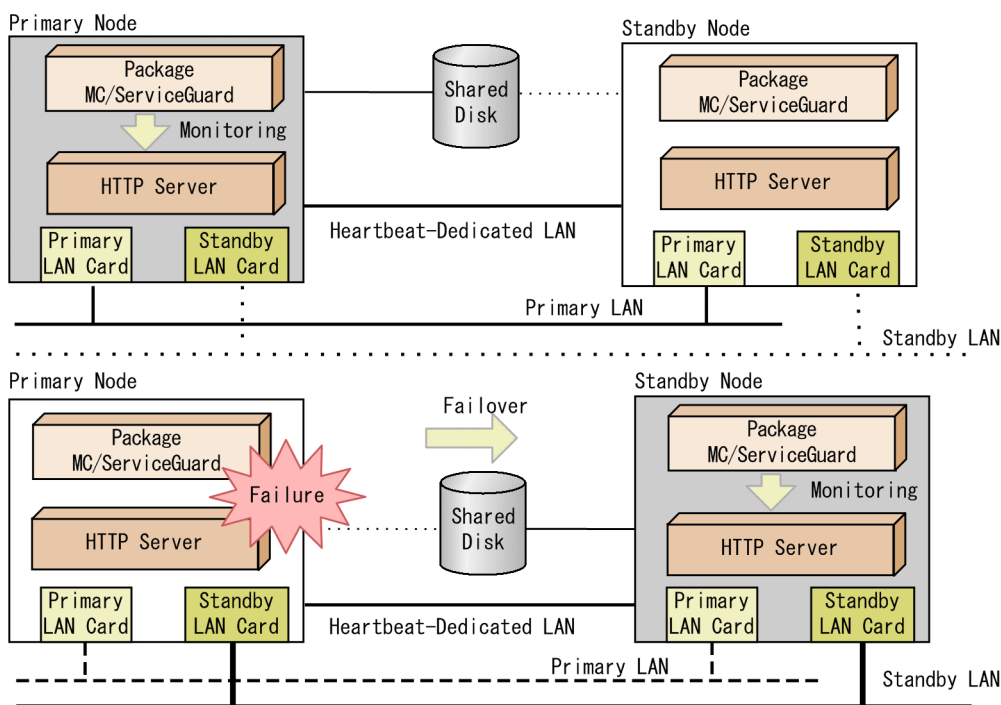 Primary Node
Standby Node
Package
MC/ServiceGuard
Monitoring
HTTP Server
Primary
LAN Card
Standby
LAN Card
Shared
Disk
Package
MC/ServiceGuard
HTTP Server
Primary
LAN Card
Standby
LAN Card
Heartbeat-Dedicated LAN
Primary LAN
Standby LAN
Primary Node
Standby Node
Package
MC/ServiceGuard
Failure
HTTP Server
Primary
LAN Card
Standby
LAN Card
Failover
Shared
Disk
Package
MC/ServiceGuard
Monitoring
HTTP Server
Primary
LAN Card
Standby
LAN Card
Heartbeat-Dedicated LAN
Primary LAN
Standby LAN